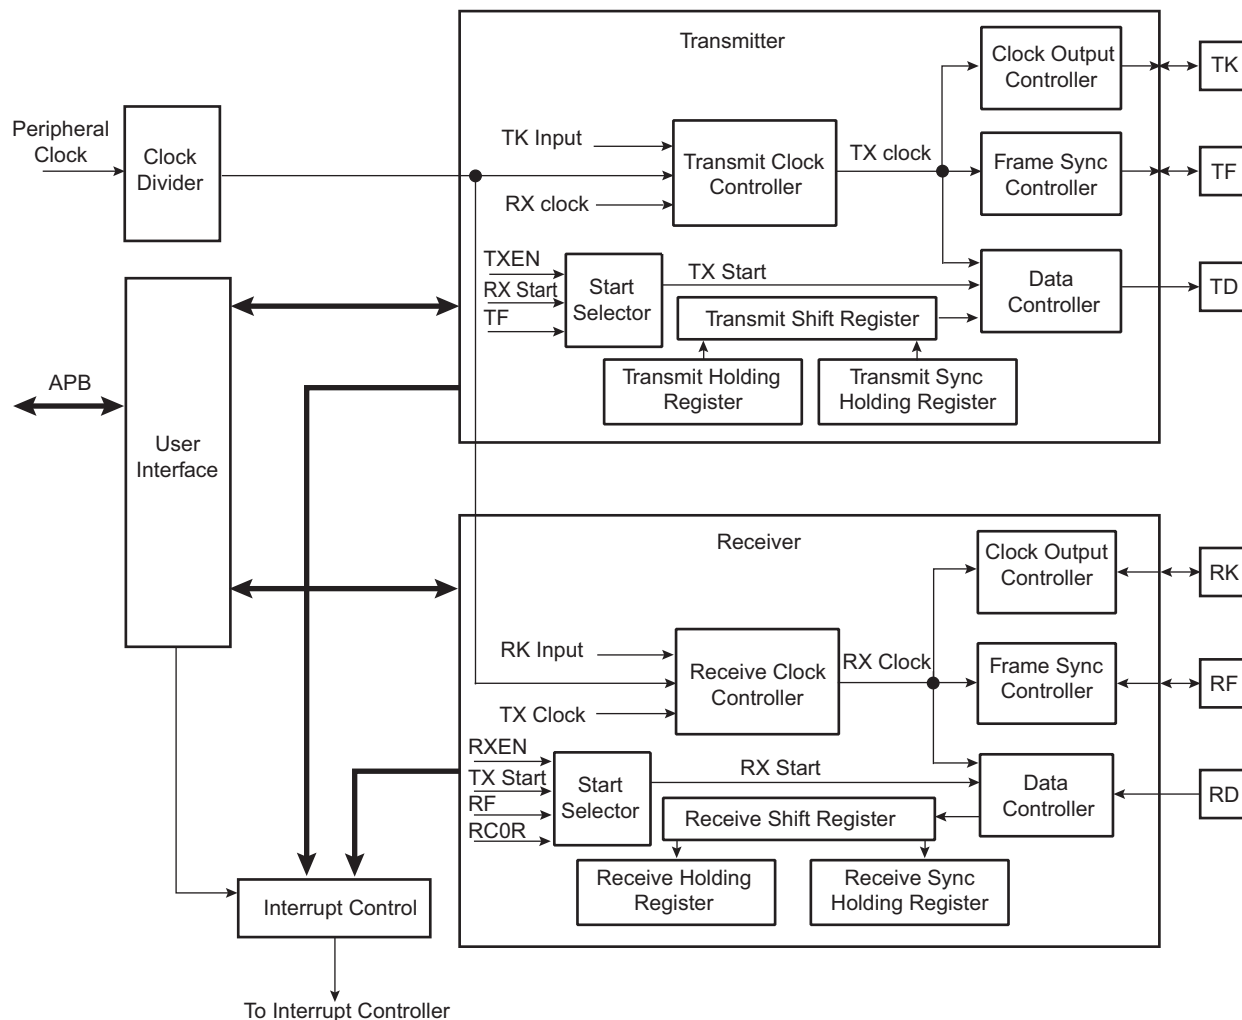 Transmitter
Clock Output
Controller
TK
Peripheral
Clock
Clock
Divider
TK Input
RX clock
Transmit Clock
Controller
TX clock
Frame Sync
Controller
TF
TXEN
RX Start
TF
Start
Selector
TX Start
Data
Controller
TD
Transmit Shift Register
Transmit Holding
Register
Transmit Sync
Holding Register
APB
User
Interface
Receiver
Clock Output
Controller
RK
RK Input
TX Clock
Receive Clock
Controller
RX Clock
Frame Sync
Controller
RF
RXEN
TX Start
RF
RC0R
Start
Selector
RX Start
Data
Controller
RD
Receive Shift Register
Receive Holding
Register
Receive Sync
Holding Register
Interrupt Control
To Interrupt Controller